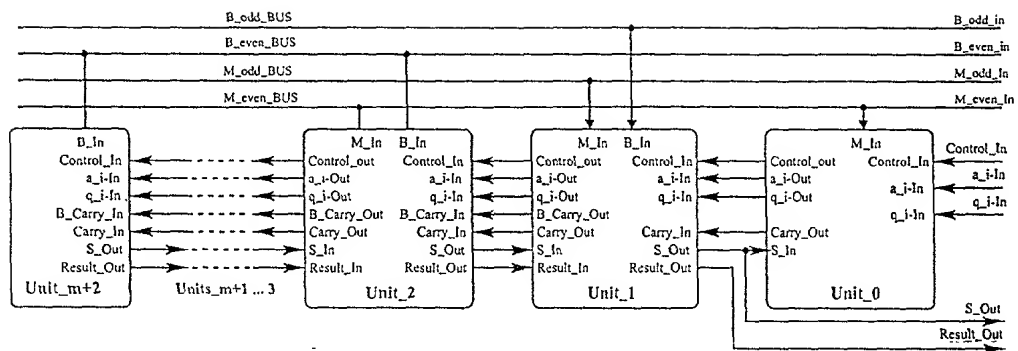 B_odd_BUS B_odd_in
B_even_BUS B_even_in
M_odd_BUS M_odd_In
M_even_BUS M_even_In
B_In
Control_In
a_i-In
q_i-In
B_Carry_In
Carry_In
S_Out
Result_Out
Unit_m+2
Units_m+1 ... 3
M_In B_In
Control_out Control_In
a_i-Out a_i-In
q_i-Out q_i-In
B_Carry_Out B_Carry_In
Carry_Out Carry_In
S_In S_Out
Result_In Result_Out
Unit_2
M_In B_In
Control_out Control_In
a_i-Out a_i-In
q_i-Out q_i-In
B_Carry_Out
Carry_Out Carry_In
S_In S_Out
Result_In Result_Out
Unit_1
M_In
Control_out Control_In
a_i-Out a_i-In
q_i-Out q_i-In
Carry_Out
S_In
Unit_0
Control_In
a_i-In
q_i-In
S_Out
Result_Out